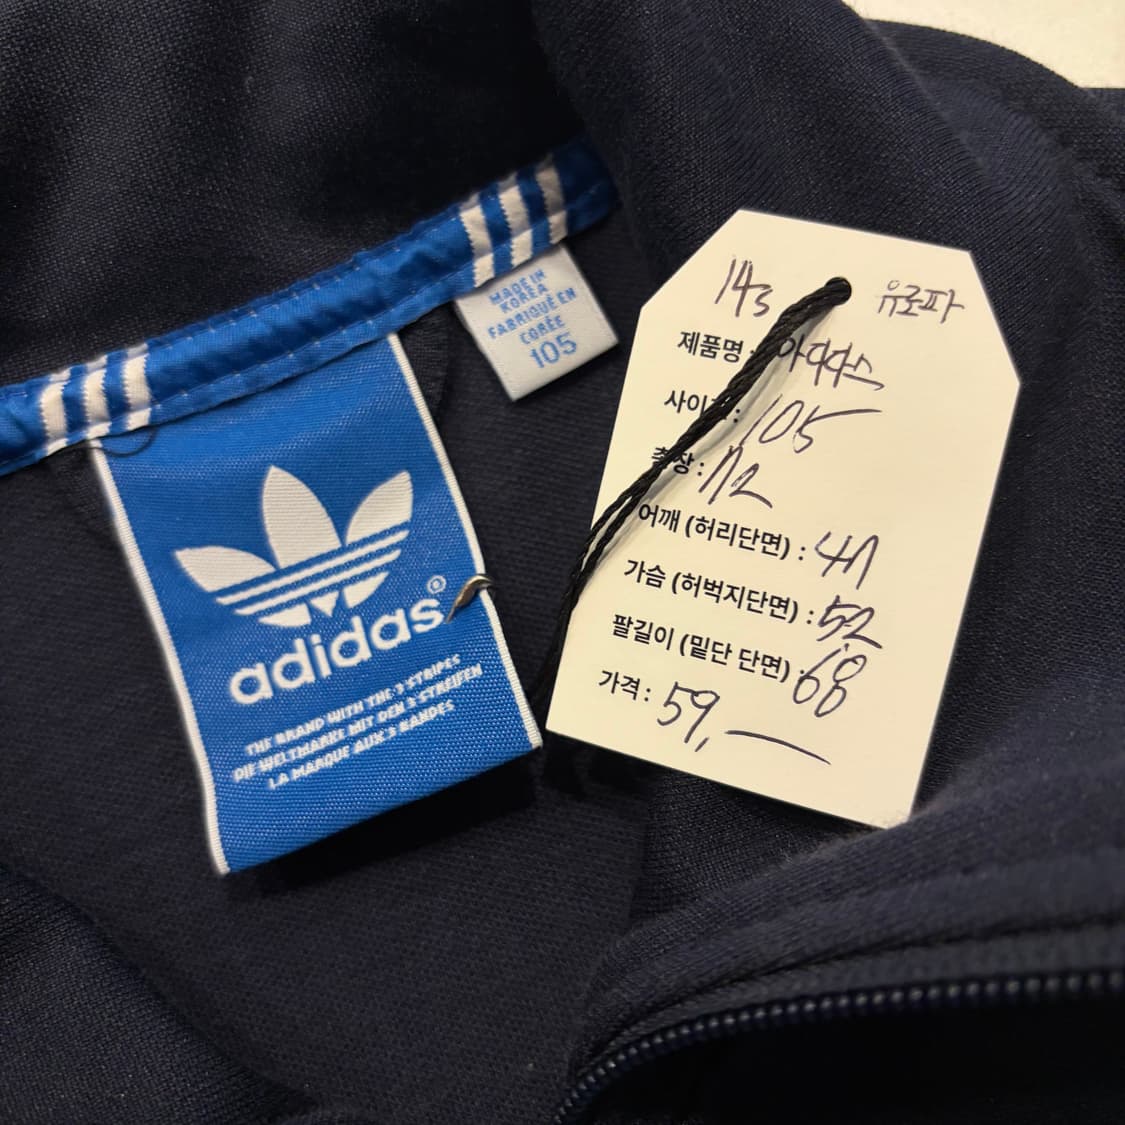 MADE IN
KOREA
FABRIQUÉ EN
CORÉE
105
adidas®
THE BRAND WITH THE 3 STRIPES
DIE WELTMARKE MIT DEN 3 STREIFEN
LA MARQUE AUX 3 BANDES
유로파
제품명 : 아디다스
사이즈 : 105
총장 : 72
어깨 (허리단면) : 41
가슴 (허벅지단면) : 52
팔길이 (밑단 단면) : 68
가격 : 59,—